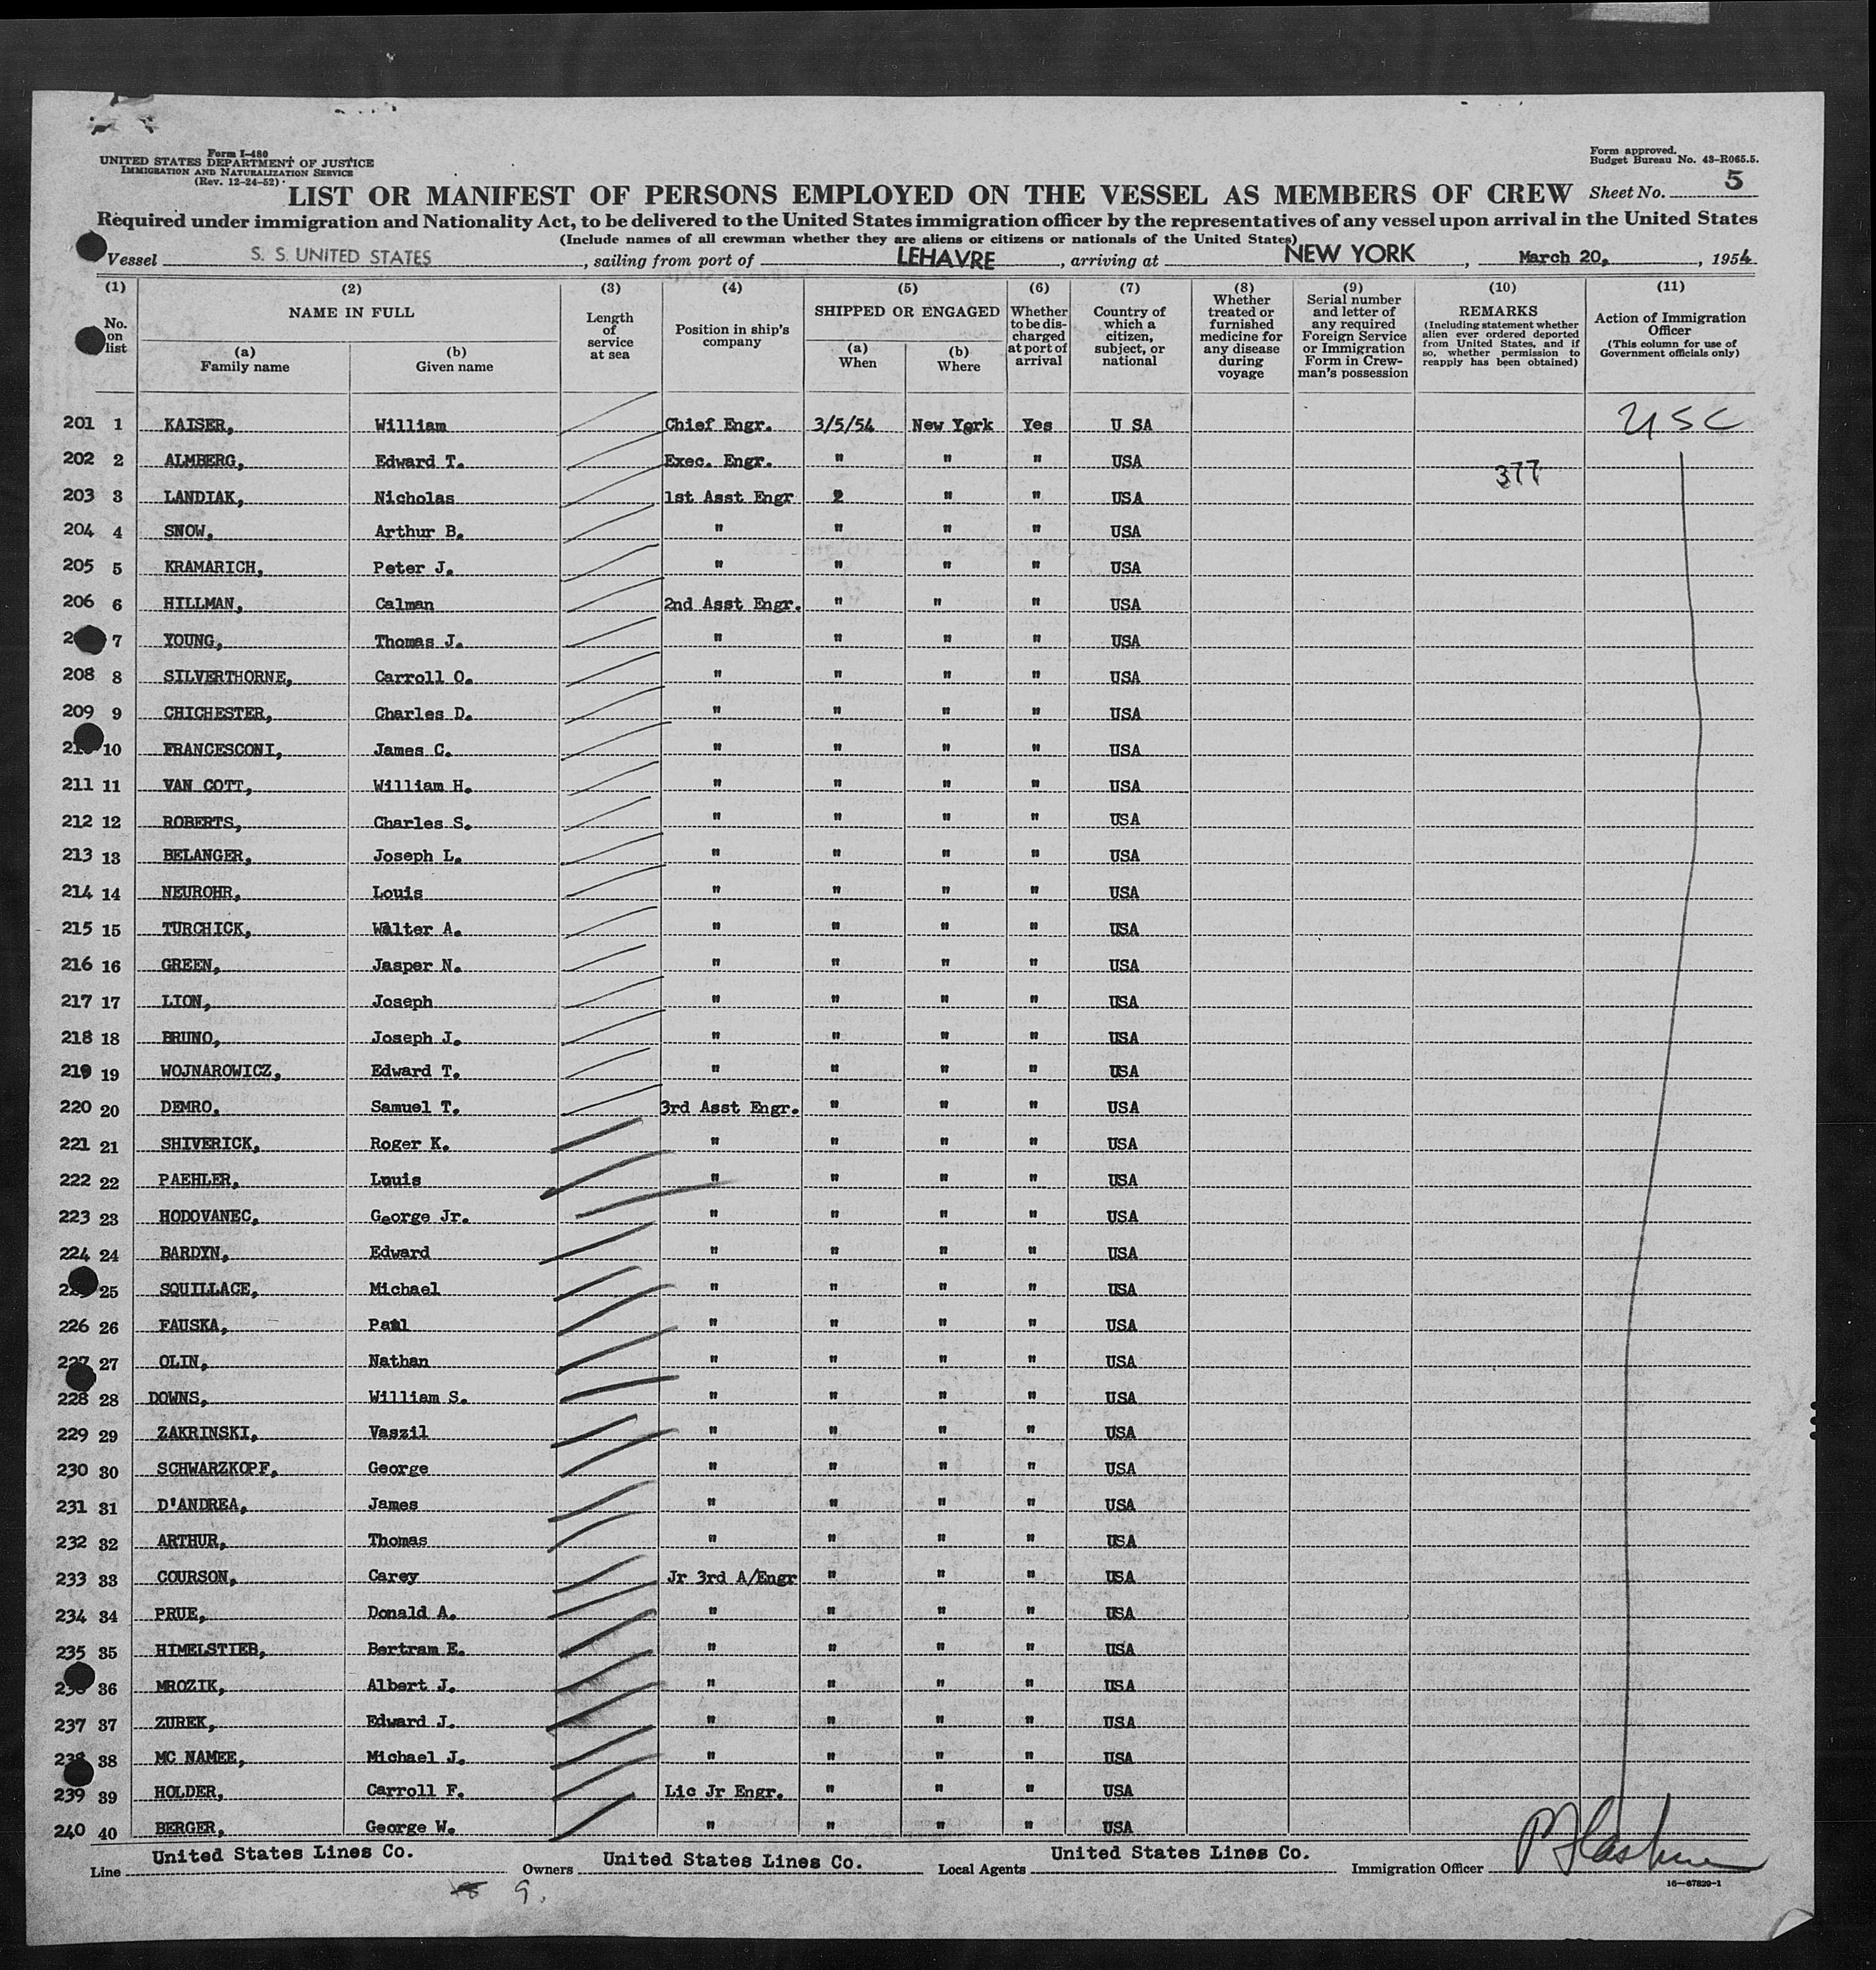 Form I-480
UNITED STATES DEPARTMENT OF JUSTICE
IMMIGRATION AND NATURALIZATION SERVICE
(Rev. 12-24-52)
Form approved.
Budget Bureau No. 43-R065.5.
LIST OR MANIFEST OF PERSONS EMPLOYED ON THE VESSEL AS MEMBERS OF CREW Sheet No. 5
Required under immigration and Nationality Act, to be delivered to the United States immigration officer by the representatives of any vessel upon arrival in the United States
(Include names of all crewman whether they are aliens or citizens or nationals of the United States)
Vessel S. S. UNITED STATES, sailing from port of LEHAVRE, arriving at NEW YORK, March 20, 1954
(1) (2) (3) (4) (5) (6) (7) (8) (9) (10) (11)
No. on list
NAME IN FULL
(a) Family name
(b) Given name
Length of service at sea
Position in ship's company
SHIPPED OR ENGAGED
(a) When
(b) Where
Whether to be discharged at port of arrival
Country of which a citizen, subject, or national
Whether treated or furnished medicine for any disease during voyage
Serial number and letter of any required Foreign Service or Immigration Form in Crewman's possession
REMARKS
(Including statement whether alien ever ordered deported from United States, and if so, whether permission to reapply has been obtained)
Action of Immigration Officer
(This column for use of Government officials only)
201 1 KAISER, William Chief Engr. 3/5/54 New York Yes U SA USC
202 2 ALMBERG, Edward T. Exec. Engr. " " " USA 377
203 3 LANDIAK, Nicholas 1st Asst Engr " " USA
204 4 SNOW, Arthur B. " " " " USA
205 5 KRAMARICH, Peter J. " " " " USA
206 6 HILLMAN, Calman 2nd Asst Engr. " " " USA
7 YOUNG, Thomas J. " " " " USA
208 8 SILVERTHORNE, Carroll O. " " " " USA
209 9 CHICHESTER, Charles D. " " " " USA
10 FRANCESCONI, James C. " " " " USA
211 11 VAN COTT, William H. " " " " USA
212 12 ROBERTS, Charles S. " " " " USA
213 13 BELANGER, Joseph L. " " " " USA
214 14 NEUROHR, Louis " " " " USA
215 15 TURCHICK, Walter A. " " " " USA
216 16 GREEN, Jasper N. " " " " USA
217 17 LION, Joseph " " " " USA
218 18 BRUNO, Joseph J. " " " " USA
219 19 WOJNAROWICZ, Edward T. " " " " USA
220 20 DEMRO, Samuel T. 3rd Asst Engr. " " " USA
221 21 SHIVERICK, Roger K. " " " " USA
222 22 PAEHLER, Louis " " " " USA
223 23 HODOVANEC, George Jr. " " " " USA
224 24 BARDYN, Edward " " " " USA
25 SQUILLACE, Michael " " " " USA
226 26 FAUSKA, Paul " " " " USA
227 27 OLIN, Nathan " " " " USA
228 28 DOWNS, William S. " " " " USA
229 29 ZAKRINSKI, Vaszil " " " " USA
230 30 SCHWARZKOPF, George " " " " USA
231 31 D'ANDREA, James " " " " USA
232 32 ARTHUR, Thomas " " " " USA
233 33 COURSON, Carey Jr 3rd A/Engr " " " USA
234 34 PRUE, Donald A. " " " " USA
235 35 HIMELSTIEB, Bertram E. " " " " USA
36 MROZIK, Albert J. " " " " USA
237 37 ZUREK, Edward J. " " " " USA
238 38 MC NAMEE, Michael J. " " " " USA
239 39 HOLDER, Carroll F. Lic Jr Engr. " " " USA
240 40 BERGER, George W. " " " " USA
Line United States Lines Co. Owners United States Lines Co. Local Agents United States Lines Co. Immigration Officer
9.
16—67820-1